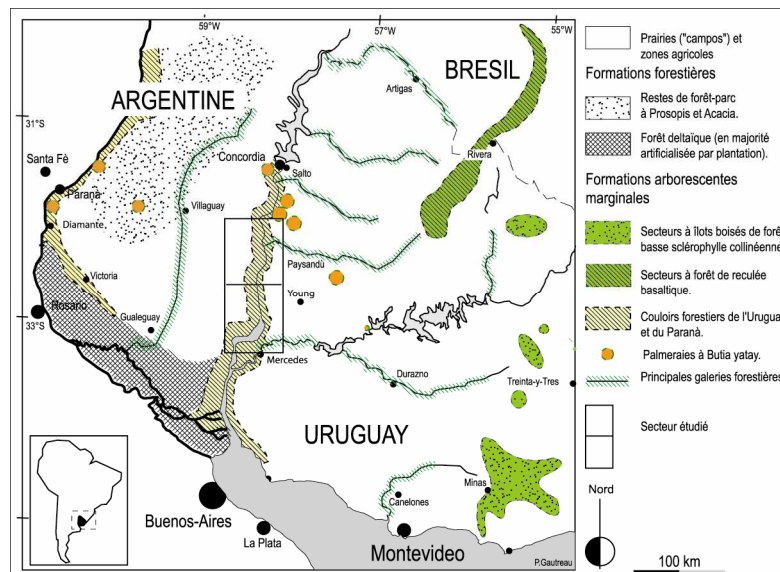 59°W
57°W
55°W
BRESIL
ARGENTINE
Artigas
31°S
Santa Fè
Concordia
Salto
Rivera
Paranà
Villaguay
Diamante
Paysandù
Victoria
Young
Rosario
Gualeguay
33°S
Mercedes
Durazno
Treinta-y-Tres
URUGUAY
Minas
Canelones
Buenos-Aires
La Plata
Montevideo
P.Gautreau
Prairies ("campos") et
zones agricoles
Formations forestières
Restes de forêt-parc
à Prosopis et Acacia.
Forêt deltaïque (en majorité
artificialisée par plantation).
Formations arborescentes
marginales
Secteurs à îlots boisés de forê
basse sclérophylle collinéenne
Secteurs à forêt de reculée
basaltique.
Couloirs forestiers de l'Urugua
et du Paranà.
Palmeraies à Butia yatay.
Principales galeries forestières
Secteur étudié
Nord
100 km